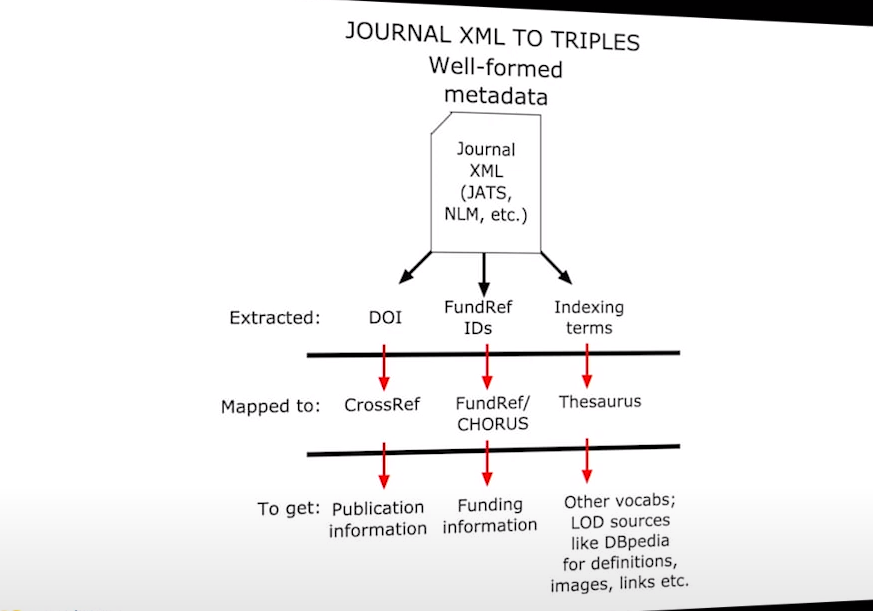 JOURNAL XML TO TRIPLES
Well-formed
metadata
Journal
XML
(JATS,
NLM, etc.)
Extracted:
DOI
FundRef
IDs
Indexing
terms
Mapped to:
CrossRef
FundRef/
CHORUS
Thesaurus
To get:
Publication
information
Funding
information
Other vocabs;
LOD sources
like DBpedia
for definitions,
images, links etc.